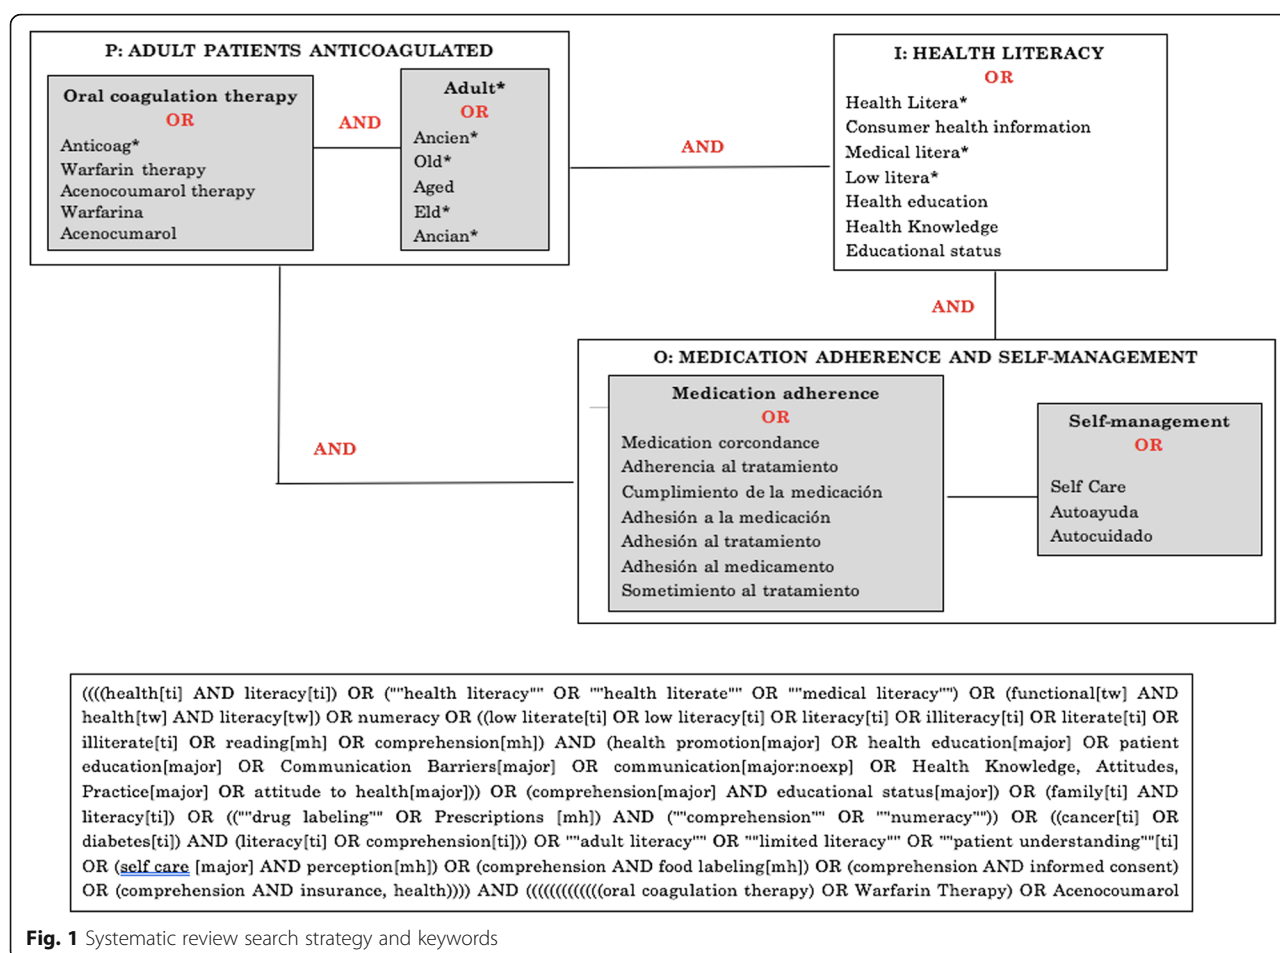 P: ADULT PATIENTS ANTICOAGULATED
Oral coagulation therapy
OR
Anticoag*
Warfarin therapy
Acenocoumarol therapy
Warfarina
Acenocumarol
AND
Adult*
OR
Ancien*
Old*
Aged
Eld*
Ancian*
AND
I: HEALTH LITERACY
OR
Health Litera*
Consumer health information
Medical litera*
Low litera*
Health education
Health Knowledge
Educational status
AND
AND
O: MEDICATION ADHERENCE AND SELF-MANAGEMENT
Medication adherence
OR
Medication corcondance
Adherencia al tratamiento
Cumplimiento de la medicación
Adhesión a la medicación
Adhesión al tratamiento
Adhesión al medicamento
Sometimiento al tratamiento
Self-management
OR
Self Care
Autoayuda
Autocuidado
((((health[ti] AND literacy[ti]) OR (""health literacy"" OR ""health literate"" OR ""medical literacy"") OR (functional[tw] AND
health[tw] AND literacy[tw]) OR numeracy OR ((low literate[ti] OR low literacy[ti] OR literacy[ti] OR illiteracy[ti] OR literate[ti] OR
illiterate[ti] OR reading[mh] OR comprehension[mh]) AND (health promotion[major] OR health education[major] OR patient
education[major] OR Communication Barriers[major] OR communication[major:noexp] OR Health Knowledge, Attitudes,
Practice[major] OR attitude to health[major])) OR (comprehension[major] AND educational status[major]) OR (family[ti] AND
literacy[ti]) OR ((""drug labeling"" OR Prescriptions [mh]) AND (""comprehension"" OR ""numeracy"")) OR ((cancer[ti] OR
diabetes[ti]) AND (literacy[ti] OR comprehension[ti])) OR ""adult literacy"" OR ""limited literacy"" OR ""patient understanding""[ti]
OR (self care [major] AND perception[mh]) OR (comprehension AND food labeling[mh]) OR (comprehension AND informed consent)
OR (comprehension AND insurance, health)))) AND (((((((((((((oral coagulation therapy) OR Warfarin Therapy) OR Acenocoumarol
Fig. 1 Systematic review search strategy and keywords